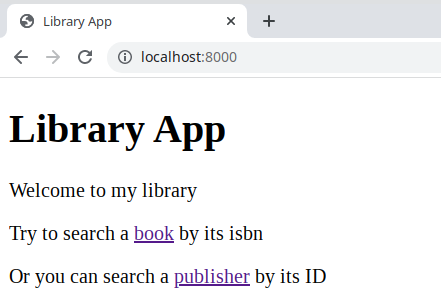 Library App
localhost:8000
Library App
Welcome to my library
Try to search a book by its isbn
Or you can search a publisher by its ID